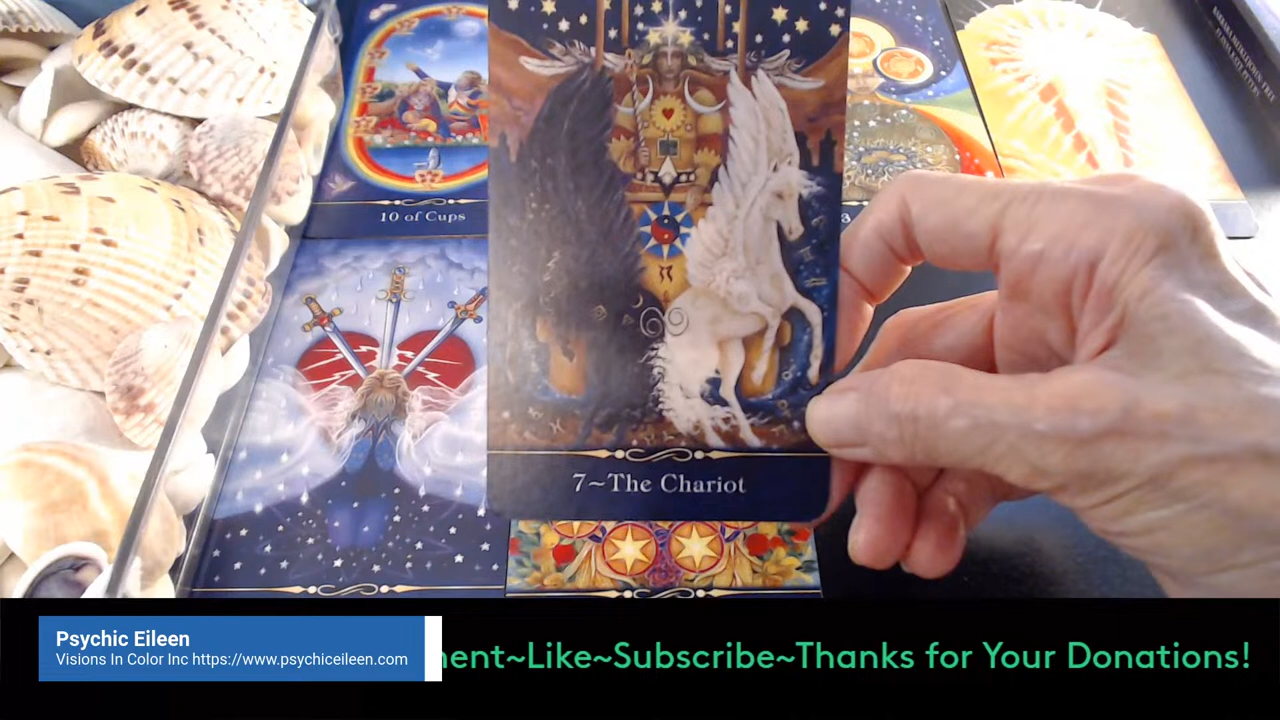 10 of Cups
3
7~The Chariot
Psychic Eileen
Visions In Color Inc https://www.psychiceileen.com
ent~Like~Subscribe~Thanks for Your Donations!